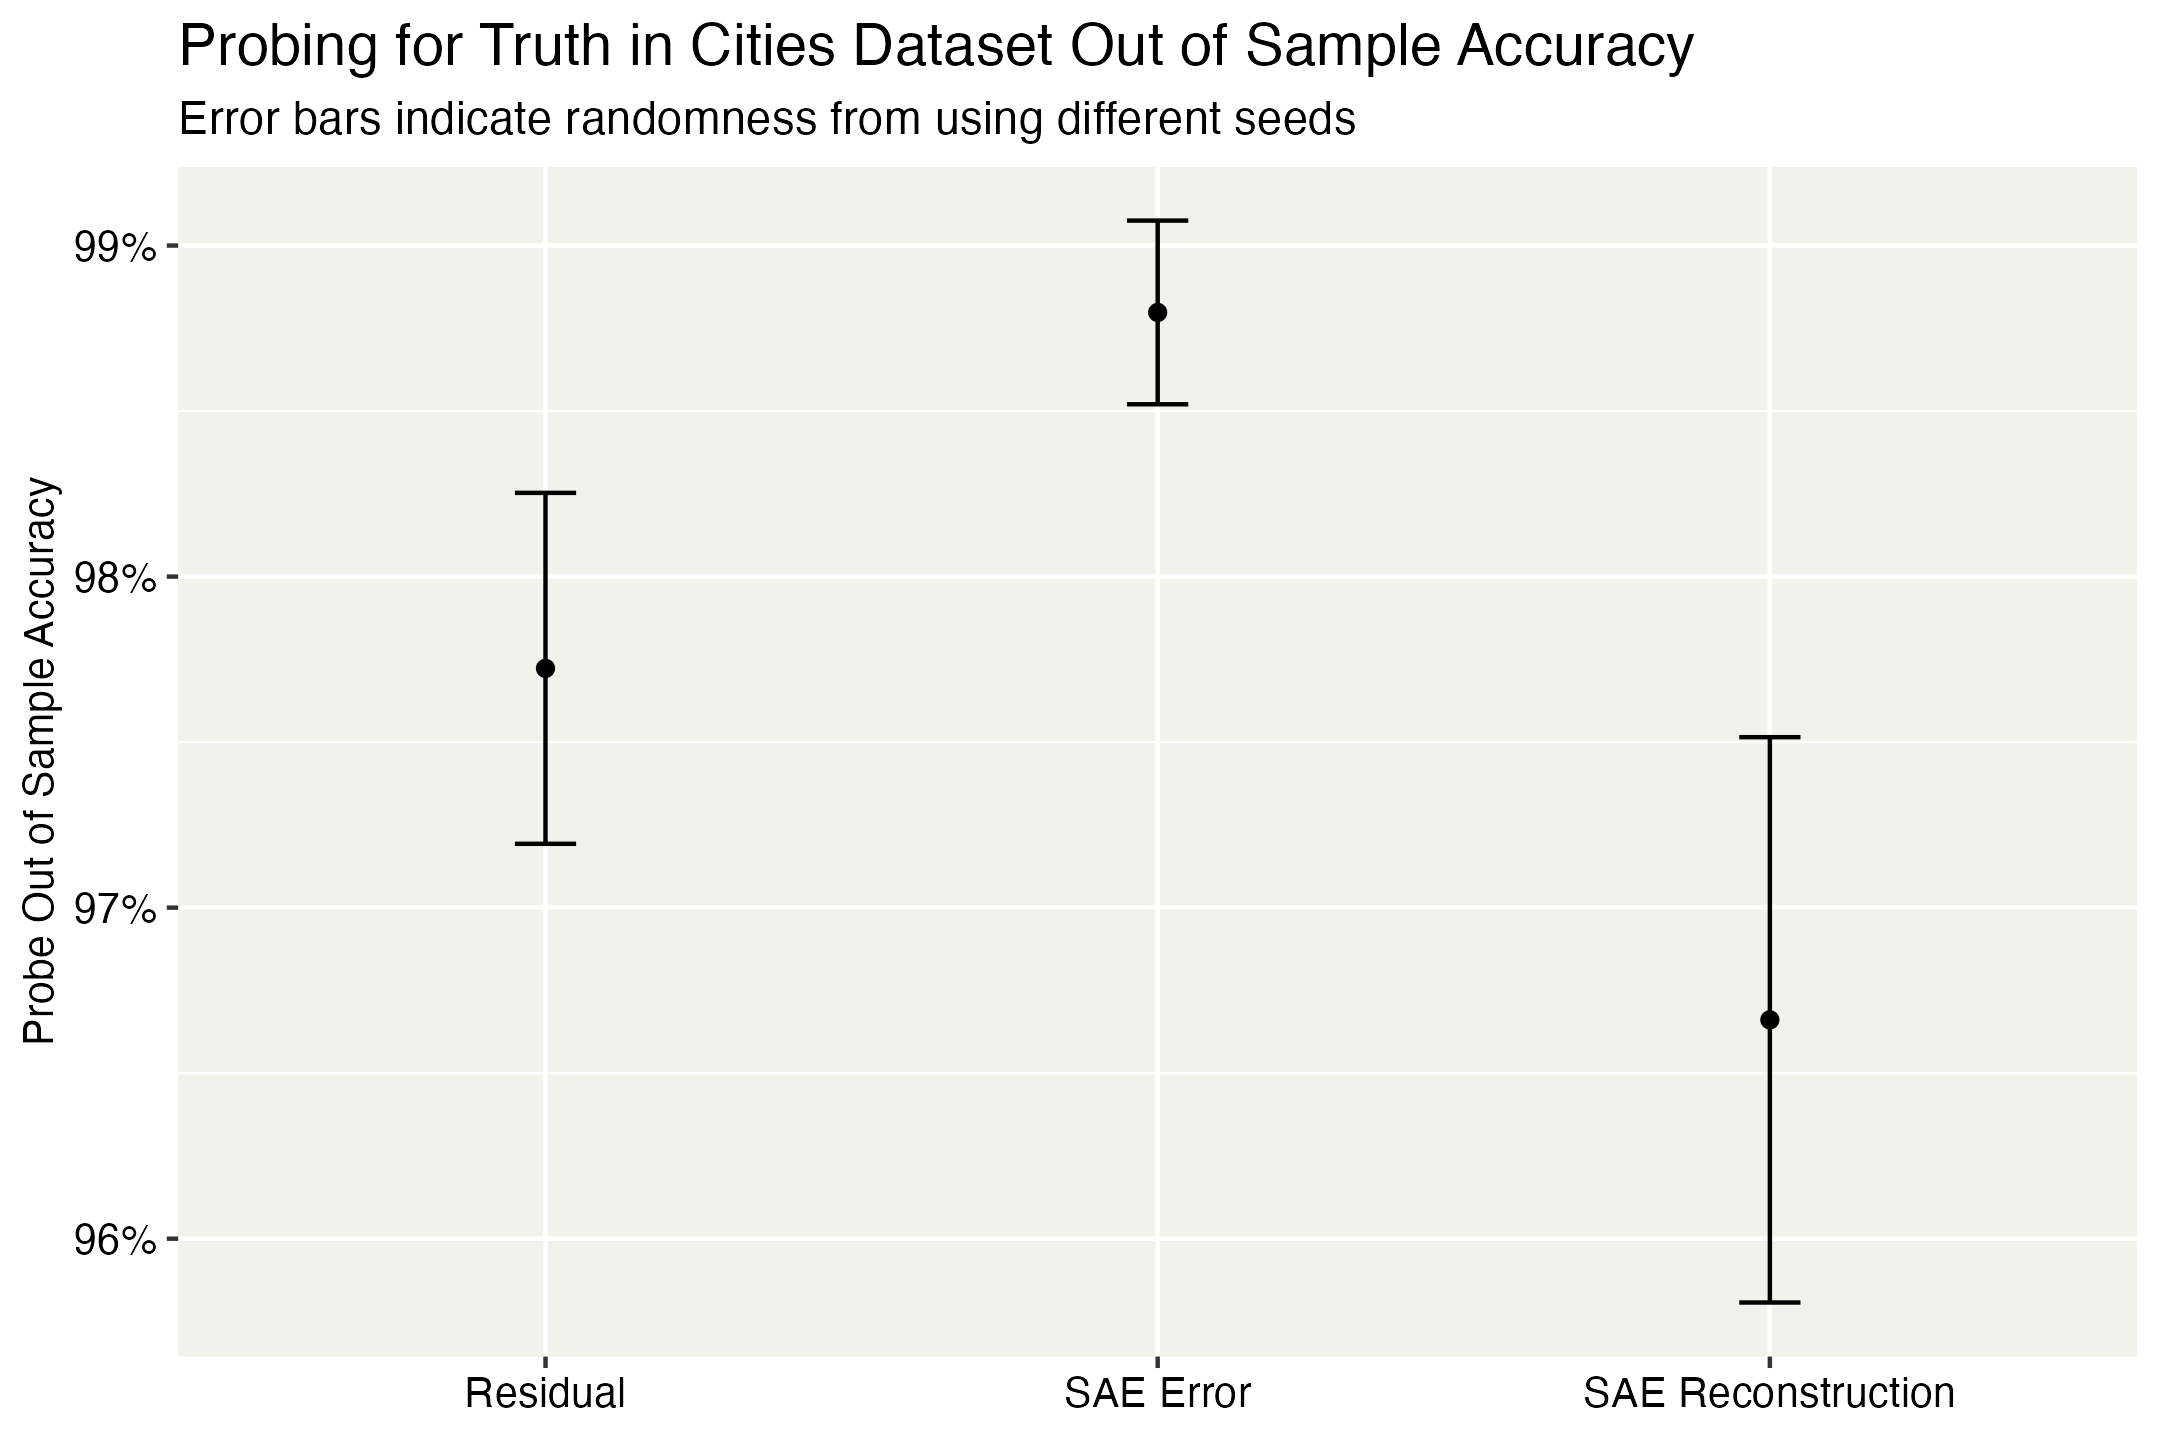 Probing for Truth in Cities Dataset Out of Sample Accuracy
Error bars indicate randomness from using different seeds
Probe Out of Sample Accuracy
99%
98%
97%
96%
Residual
SAE Error
SAE Reconstruction